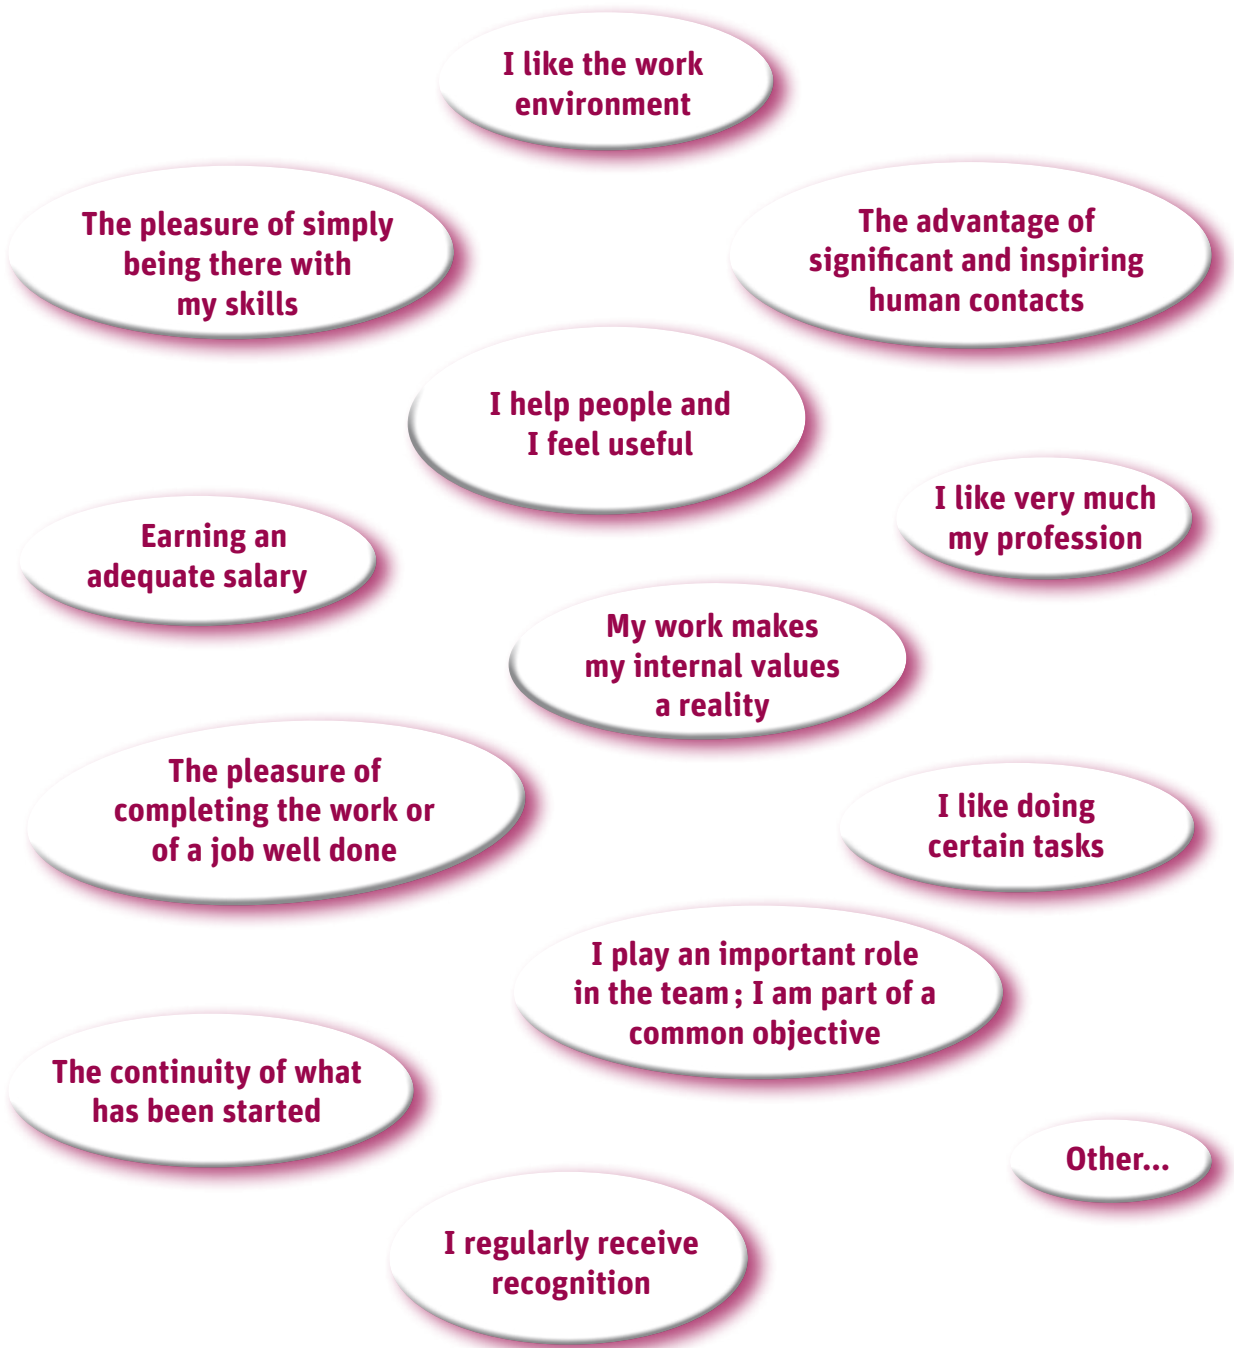 I like the work
environment
The pleasure of simply
being there with
my skills
The advantage of
significant and inspiring
human contacts
I help people and
I feel useful
I like very much
my profession
Earning an
adequate salary
My work makes
my internal values
a reality
The pleasure of
completing the work or
of a job well done
I like doing
certain tasks
I play an important role
in the team ; I am part of a
common objective
The continuity of what
has been started
Other...
I regularly receive
recognition